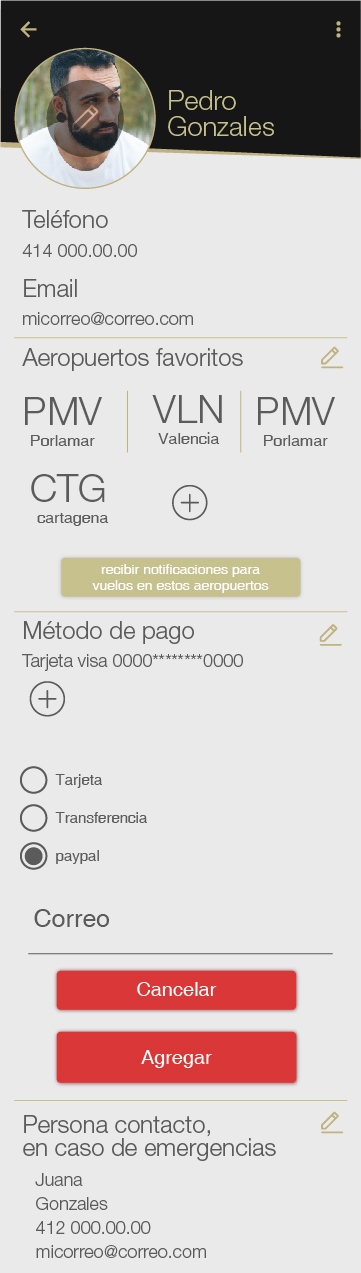 Pedro
Gonzales
Teléfono
414 000.00.00
Email
micorreo@correo.com
Aeropuertos favoritos
PMV VLN PMV
Porlamar Valencia Porlamar
CTG
cartagena
recibir notificaciones para
vuelos en estos aeropuertos
Método de pago
Tarjeta visa 0000********0000
Tarjeta
Transferencia
paypal
Correo
Cancelar
Agregar
Persona contacto,
en caso de emergencias
Juana
Gonzales
412 000.00.00
micorreo@correo.com